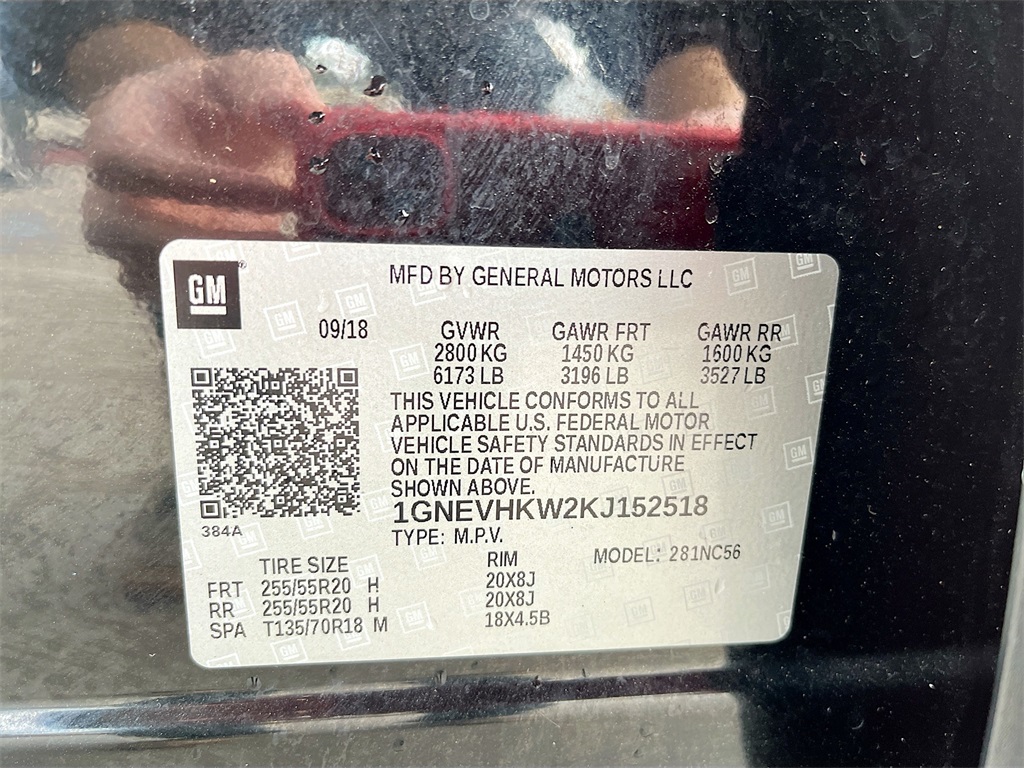 GM
MFD BY GENERAL MOTORS LLC
09/18 GVWR GAWR FRT GAWR RR
2800 KG 1450 KG 1600 KG
6173 LB 3196 LB 3527 LB
THIS VEHICLE CONFORMS TO ALL
APPLICABLE U.S. FEDERAL MOTOR
VEHICLE SAFETY STANDARDS IN EFFECT
ON THE DATE OF MANUFACTURE
SHOWN ABOVE.
1GNEVHKW2KJ152518
384A
TYPE: M.P.V.
MODEL: 281NC56
TIRE SIZE RIM
FRT 255/55R20 H 20X8J
RR 255/55R20 H 20X8J
SPA T135/70R18 M 18X4.5B